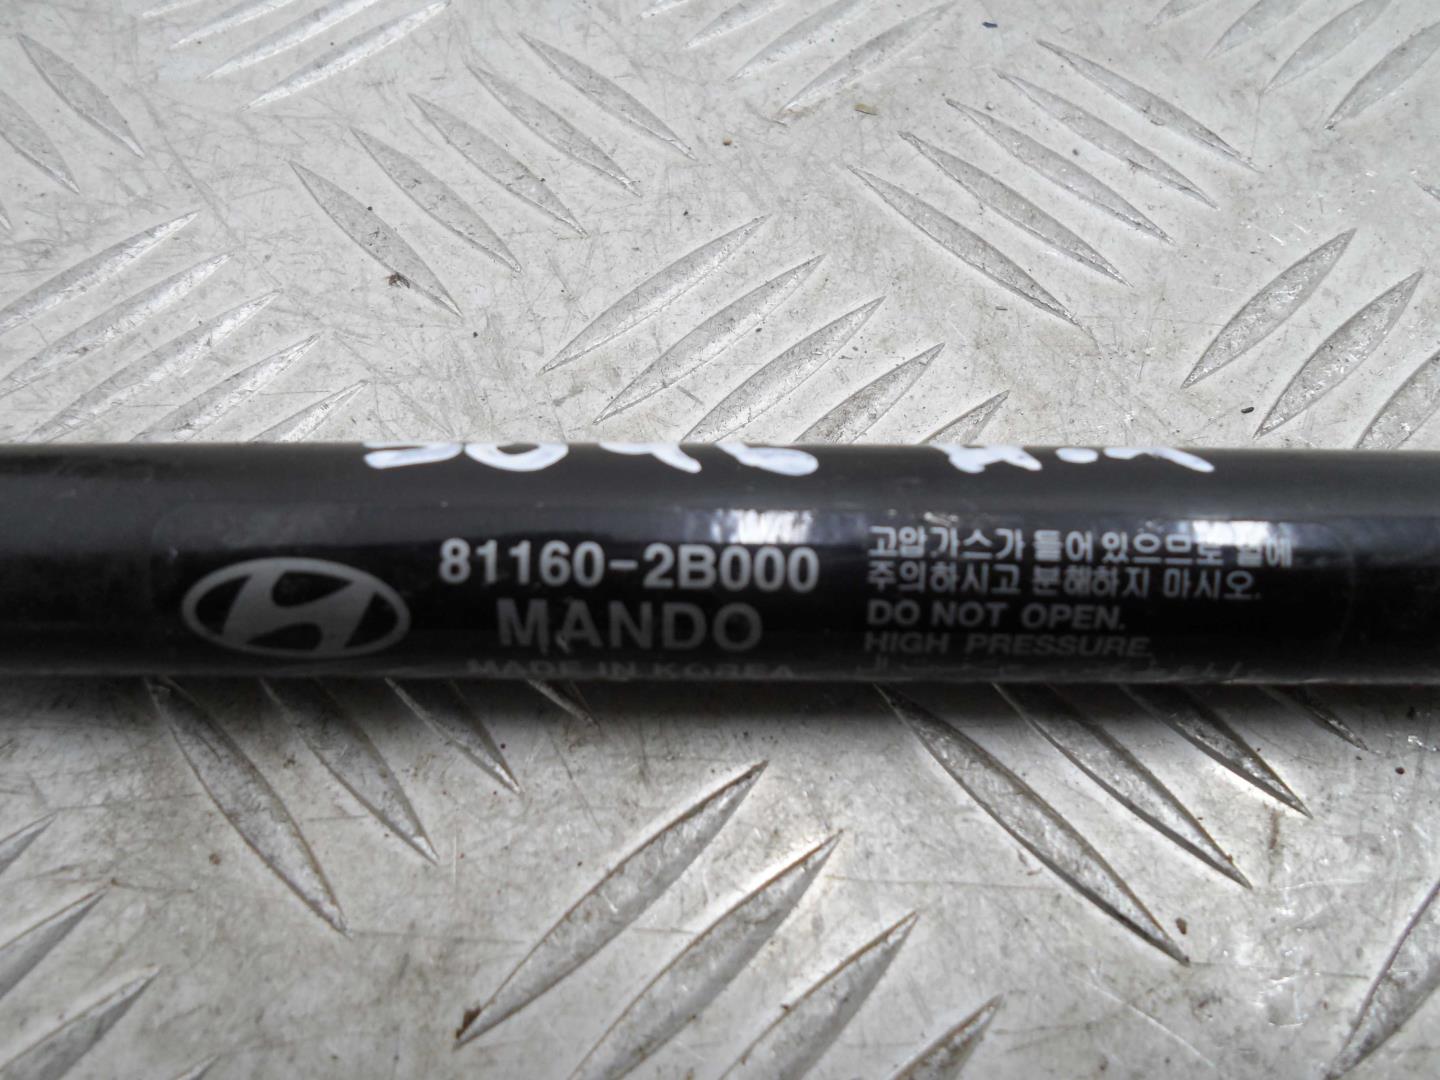 81160-2B000
MANDO
MADE IN KOREA
고압가스가 들어있으므로 열에
주의하시고 분해하지 마시오.
DO NOT OPEN.
HIGH PRESSURE